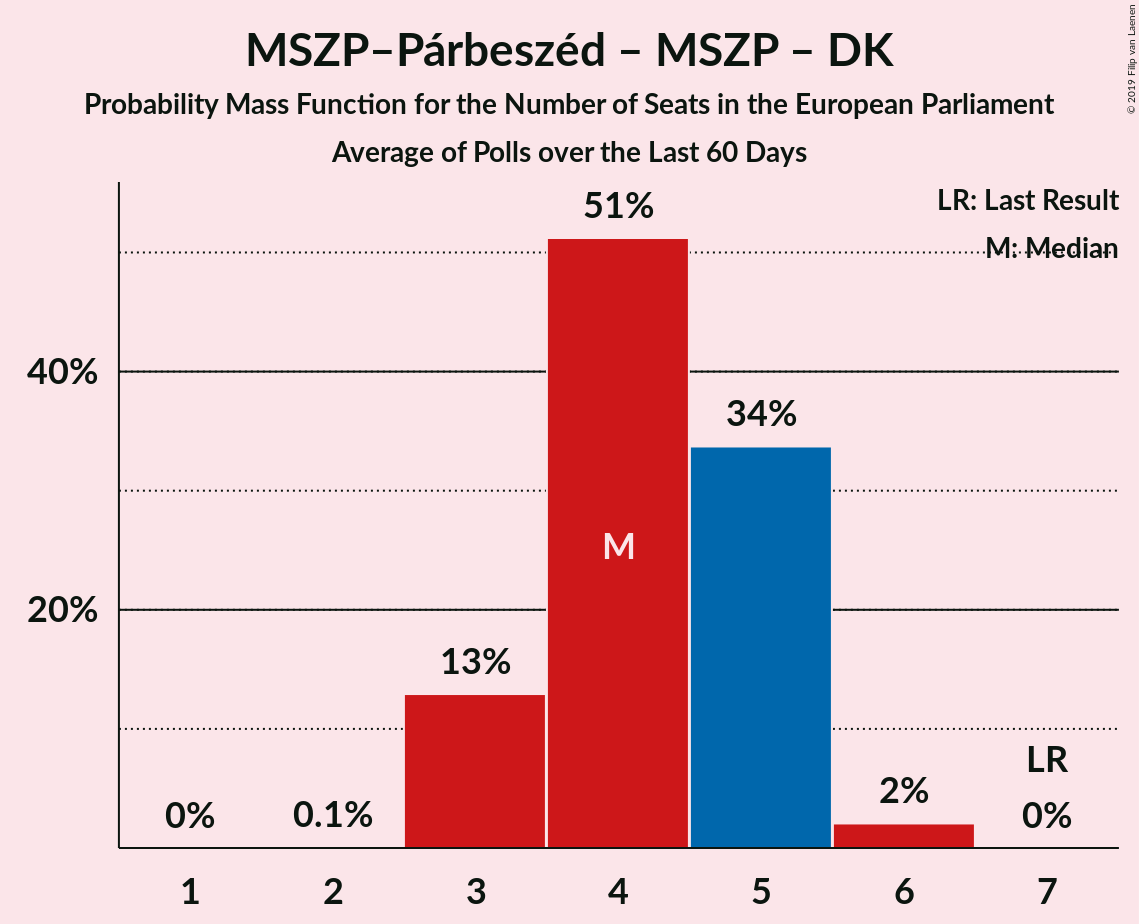 MSZP–Párbeszéd – MSZP – DK
Probability Mass Function for the Number of Seats in the European Parliament
Average of Polls over the Last 60 Days
© 2019 Filip van Laenen
LR: Last Result
M: Median
51%
40%
34%
M
20%
13%
LR
2%
0%
0.1%
0%
1 2 3 4 5 6 7